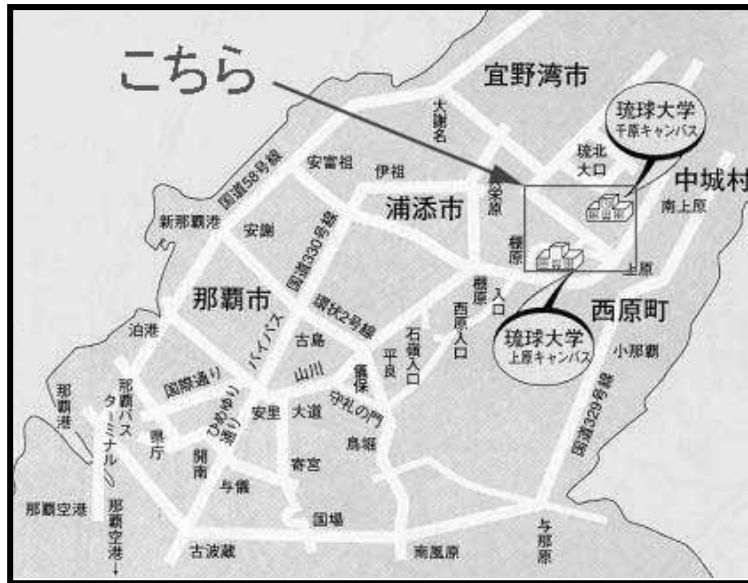 こちら
宜野湾市
大謝名
琉球大学
千原キャンパス
琉北
大口
中城村
南上原
国道58号線
安富祖
伊祖
浦添市
新那覇港
安謝
国道330号線
棚原
上原
那覇市
環状2号線
棚原
入口
西原入口
琉球大学
上原キャンパス
西原町
小那覇
泊港
バイパス
古島
石嶺入口
平良
儀保
山川
国際通り
国道329号線
那覇港
那覇バス
ターミナル
県庁
開南
ひめゆり
通り
安里
大道
守礼の門
鳥堀
寄宮
与儀
国場
那覇空港
那覇空港↓
古波蔵
南風原
与那原